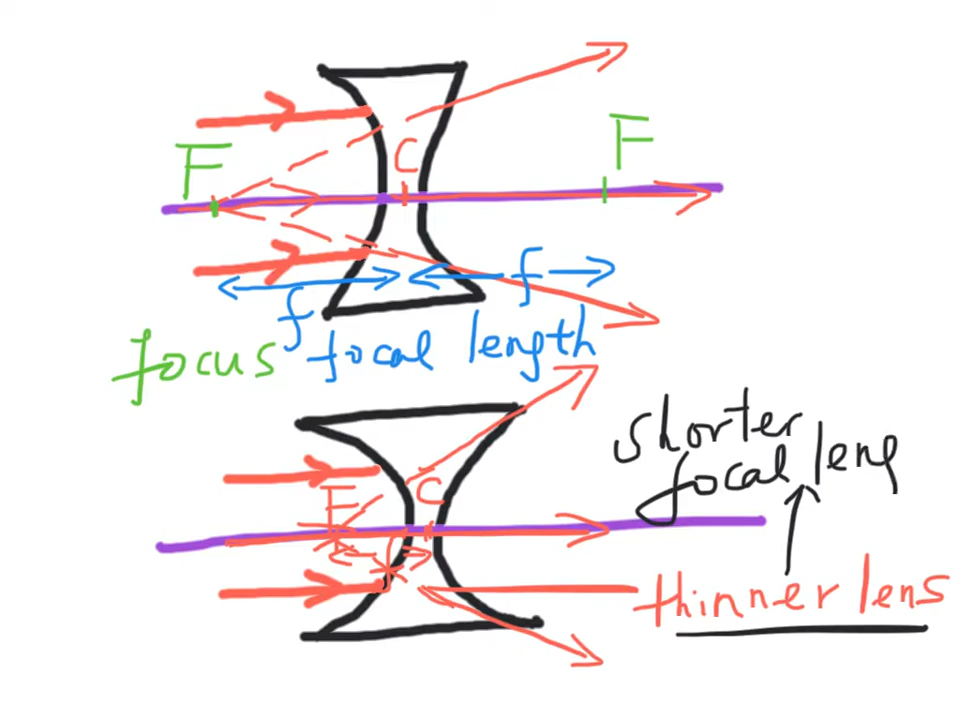 F
F
C
f
f
focus
focal length
shorter
focal leng
F
C
f
thinner lens